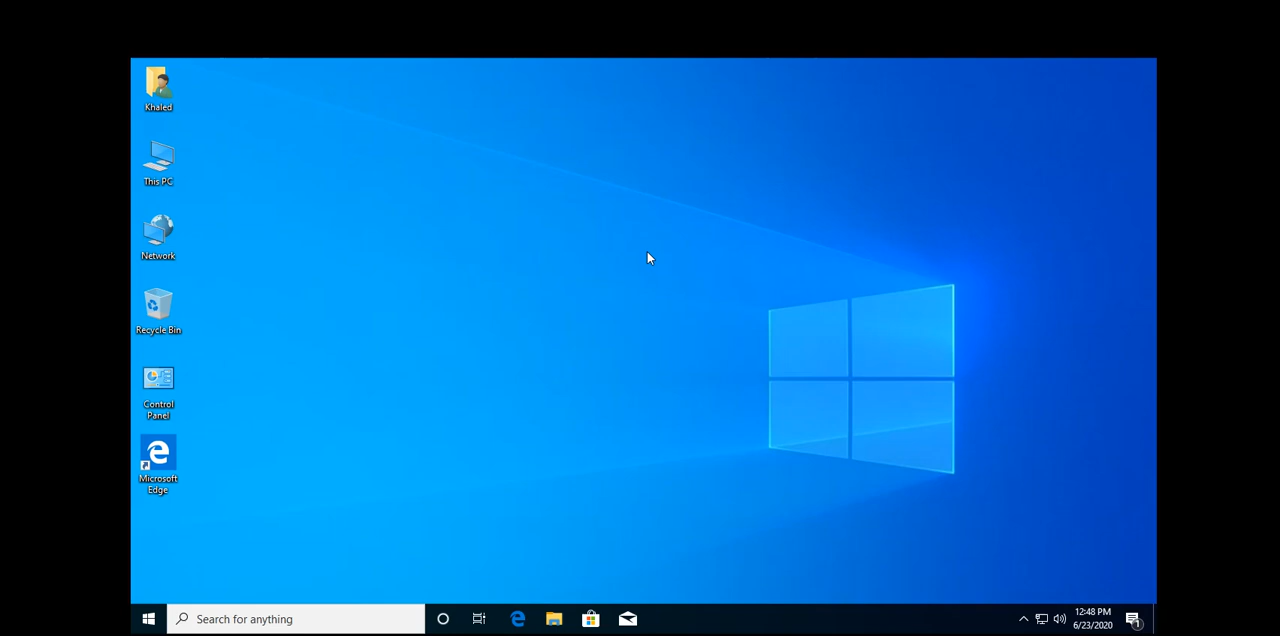 Khaled
This PC
Network
Recycle Bin
Control
Panel
Microsoft
Edge
Search for anything
12:48 PM
6/23/2020
1